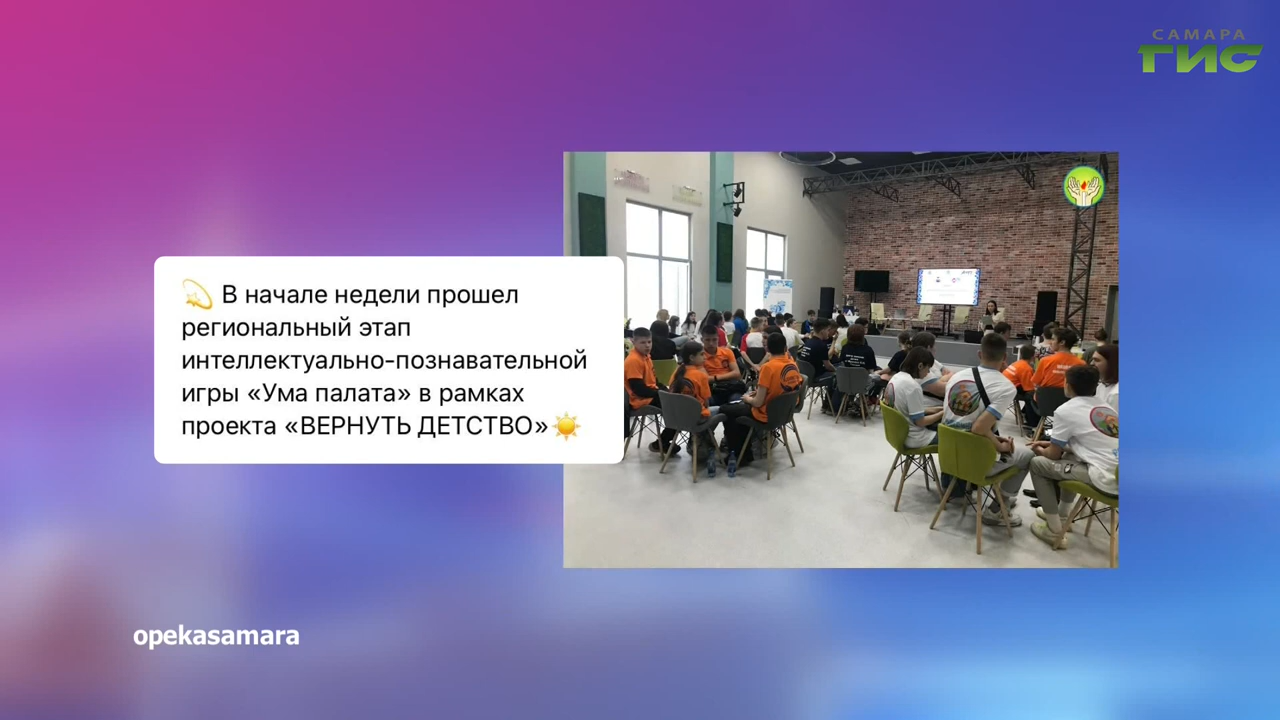 САМАРА
ГИС
💫 В начале недели прошел
региональный этап
интеллектуально-познавательной
игры «Ума палата» в рамках
проекта «ВЕРНУТЬ ДЕТСТВО»☀️
opekasamara